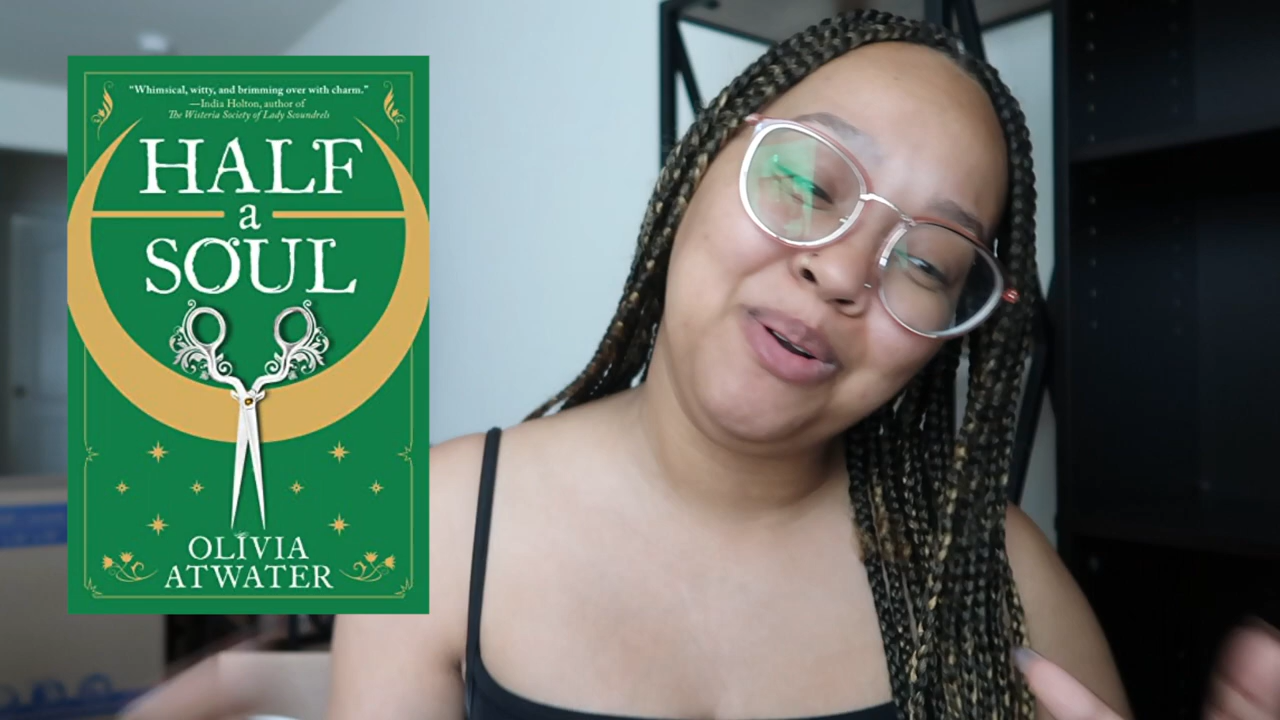 “Whimsical, witty, and brimming over with charm.”
—India Holton, author of
The Wisteria Society of Lady Scoundrels
HALF
a
SOUL
OLIVIA
ATWATER